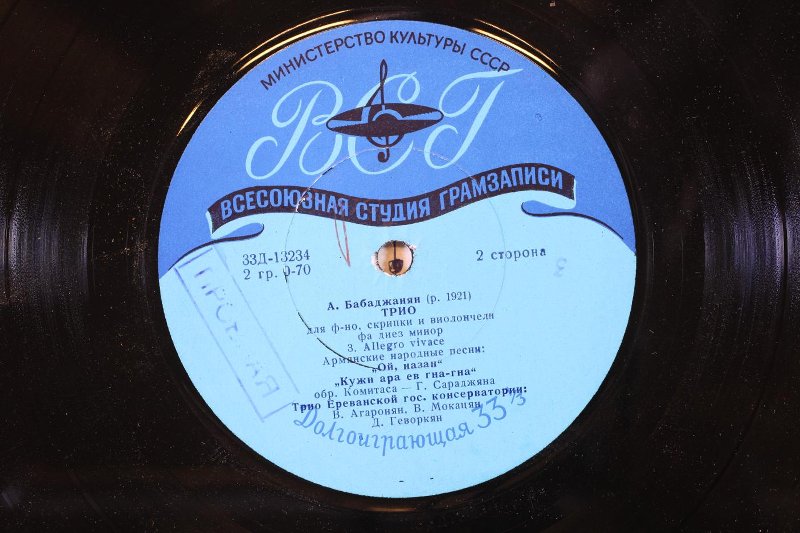 МИНИСТЕРСТВО КУЛЬТУРЫ СССР
ВСГ
ВСЕСОЮЗНАЯ СТУДИЯ ГРАМЗАПИСИ
33Д-13234
2 гр. 0-70
2 сторона
А. Бабаджанян (р. 1921)
ТРИО
для ф-но, скрипки и виолончели
фа диез минор
3. Allegro vivace
Армянские народные песни:
„Ой, назан“
„Кужи ара ев гна-гна“
обр. Комитаса — Г. Сараджяна
Трио Ереванской гос. консерватории:
В. Агаронян, В. Моканян,
Д. Геворкян
Долгоиграющая 33⅓